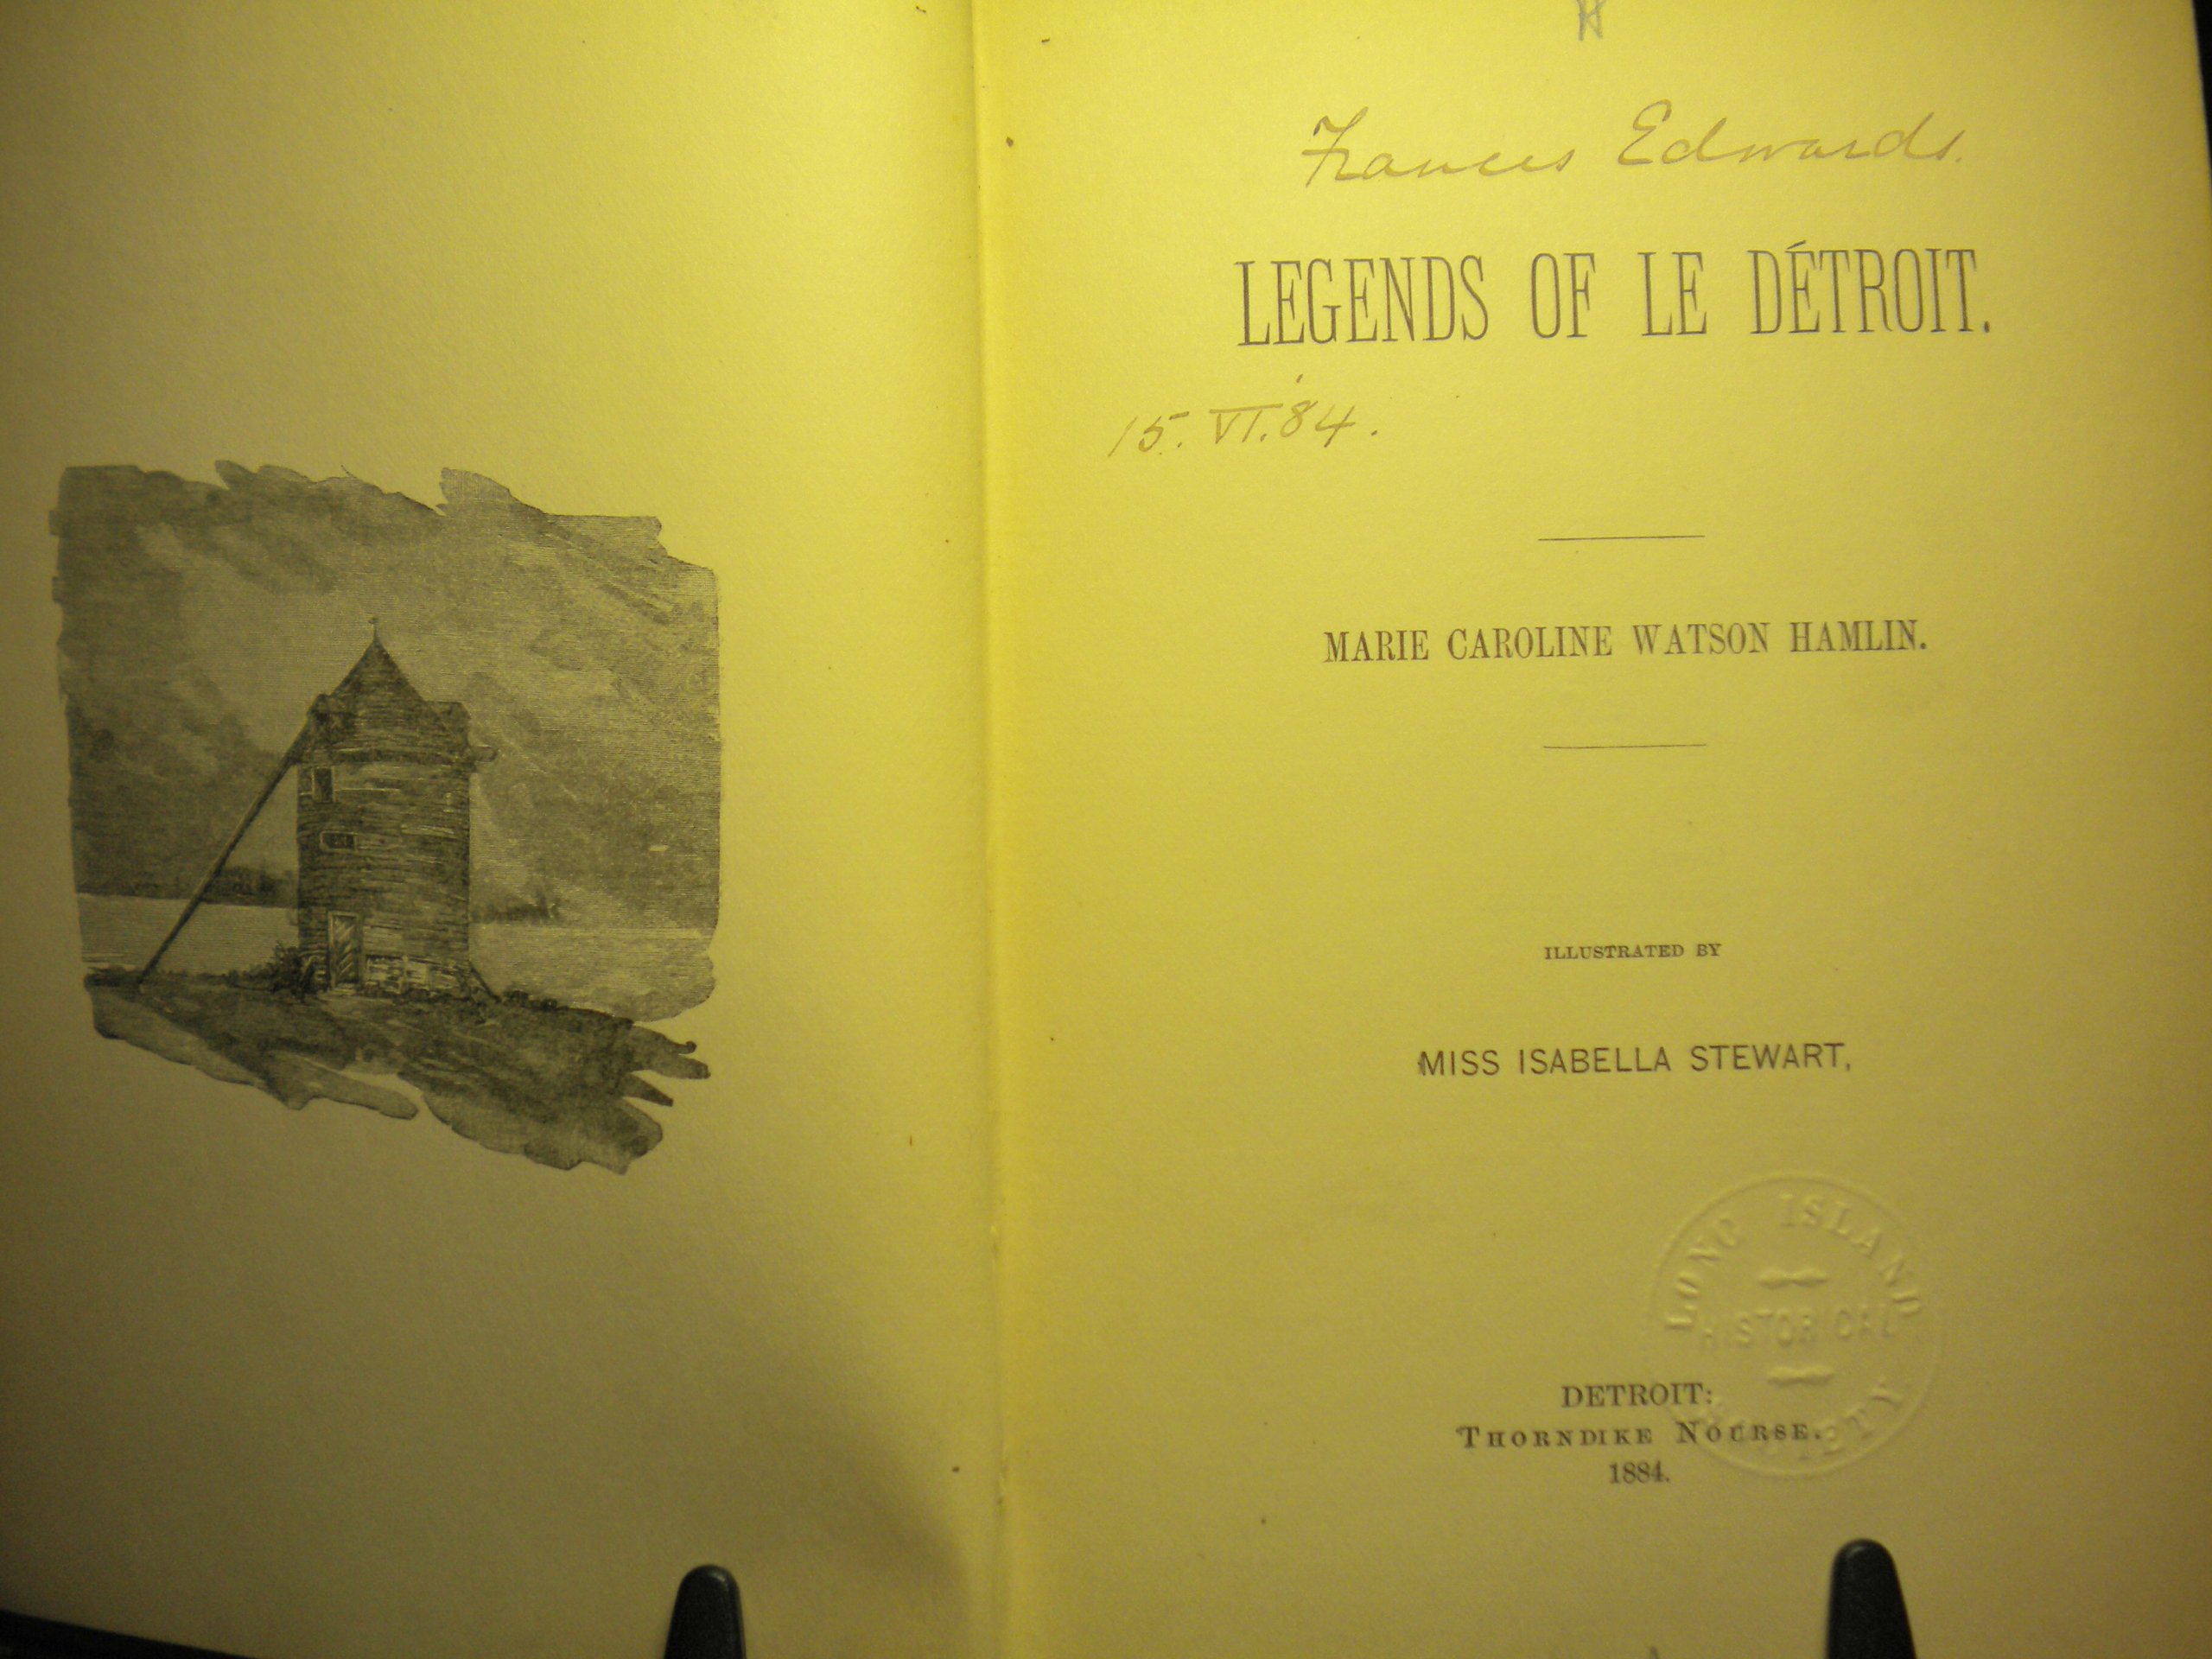 Frances Edwards.
LEGENDS OF LE DÉTROIT.
15. VI. 84.
MARIE CAROLINE WATSON HAMLIN.
ILLUSTRATED BY
MISS ISABELLA STEWART,
LONG ISLAND
HISTORICAL
SOCIETY.
DETROIT:
THORNDIKE NOURSE.
1884.